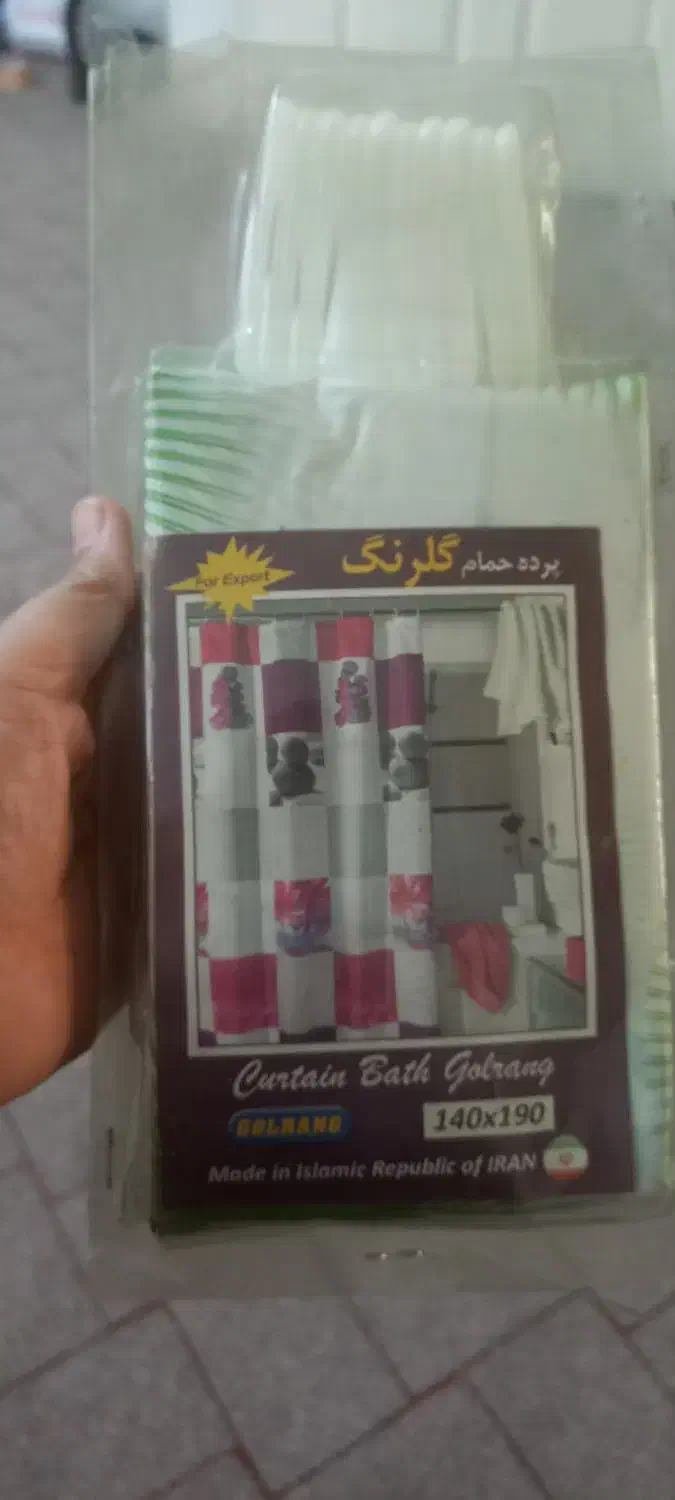 For Export
پرده حمام گلرنگ
Curtain Bath Golrang
GOLRANG
140x190
Made in Islamic Republic of IRAN